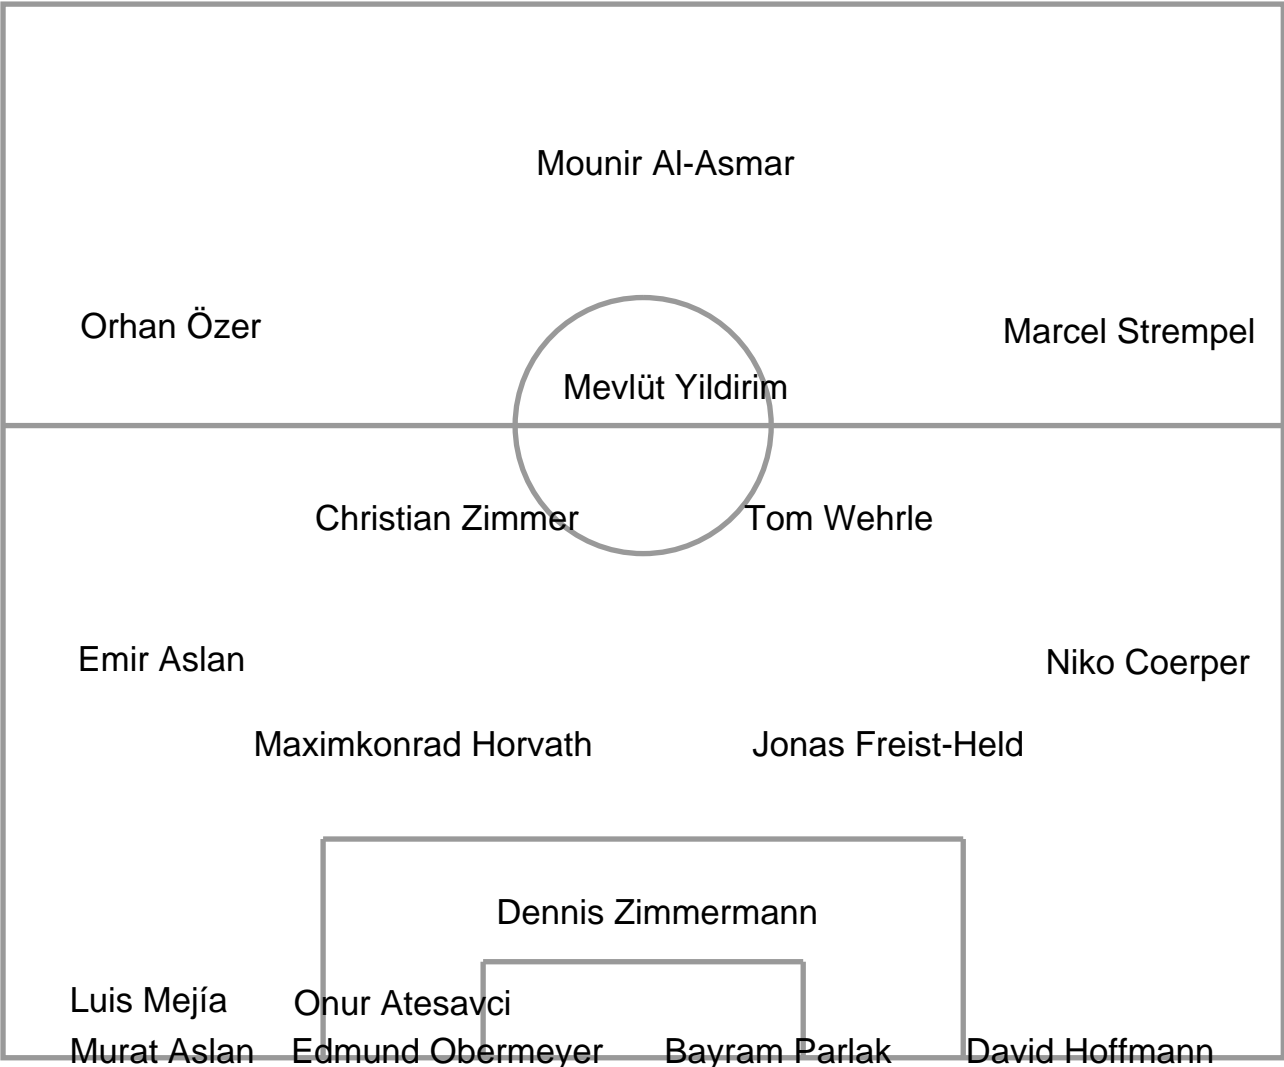 Mounir Al-Asmar
Orhan Özer
Marcel Strempel
Mevlüt Yildirim
Christian Zimmer
Tom Wehrle
Emir Aslan
Niko Coerper
Maximkonrad Horvath
Jonas Freist-Held
Dennis Zimmermann
Luis Mejía
Onur Atesavci
Murat Aslan
Edmund Obermeyer
Bayram Parlak
David Hoffmann